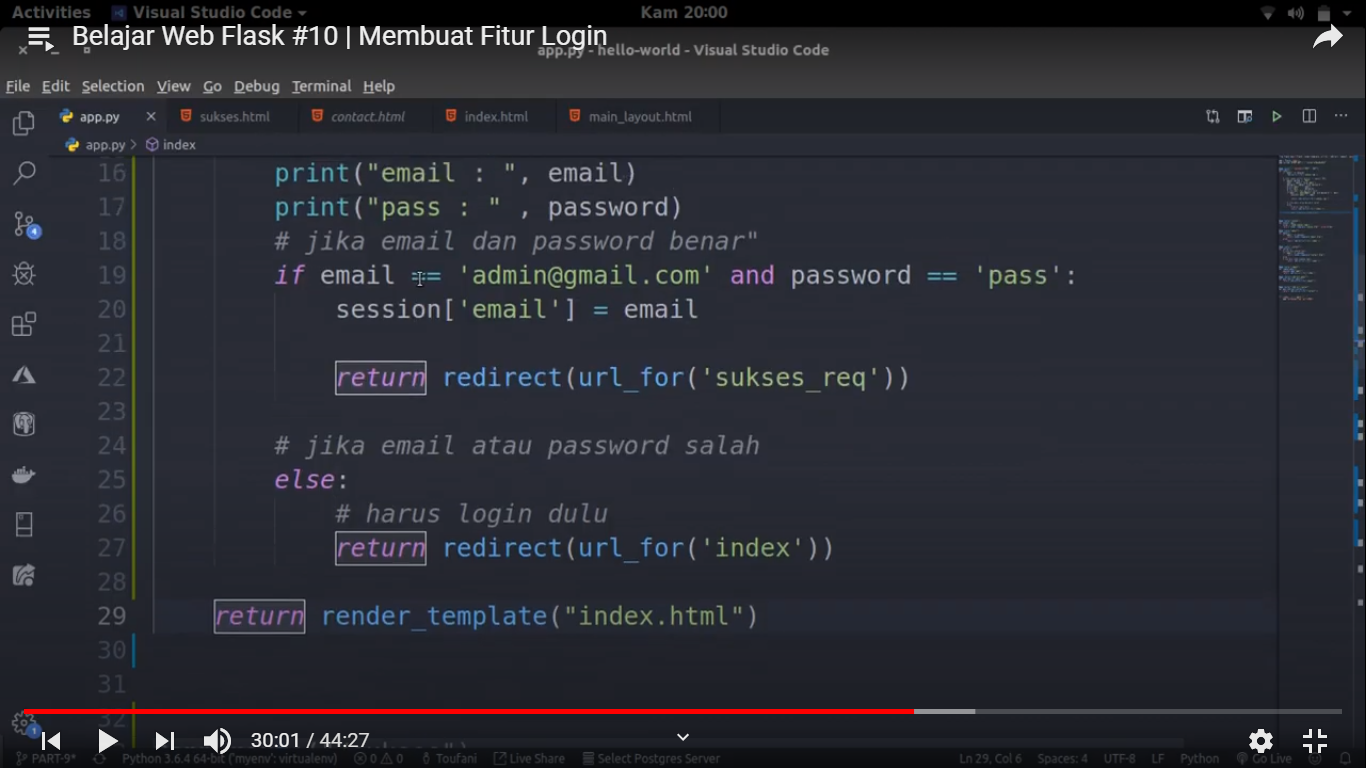 Activities Visual Studio Code Kam 20:00
Belajar Web Flask #10 | Membuat Fitur Login
app.py - hello-world - Visual Studio Code
File Edit Selection View Go Debug Terminal Help
app.py sukses.html contact.html index.html main_layout.html
app.py > index
16 print("email : ", email)
17 print("pass : " , password)
18 # jika email dan password benar"
19 if email == 'admin@gmail.com' and password == 'pass':
20 session['email'] = email
21
22 return redirect(url_for('sukses_req'))
23
24 # jika email atau password salah
25 else:
26 # harus login dulu
27 return redirect(url_for('index'))
28
29 return render_template("index.html")
30
31
32
30:01 / 44:27
PART-9* Python 3.6.4 64-bit ('myenv': virtualenv) 0 0 Toufani Live Share Select Postgres Server Ln 29, Col 6 Spaces: 4 UTF-8 LF Python Go Live